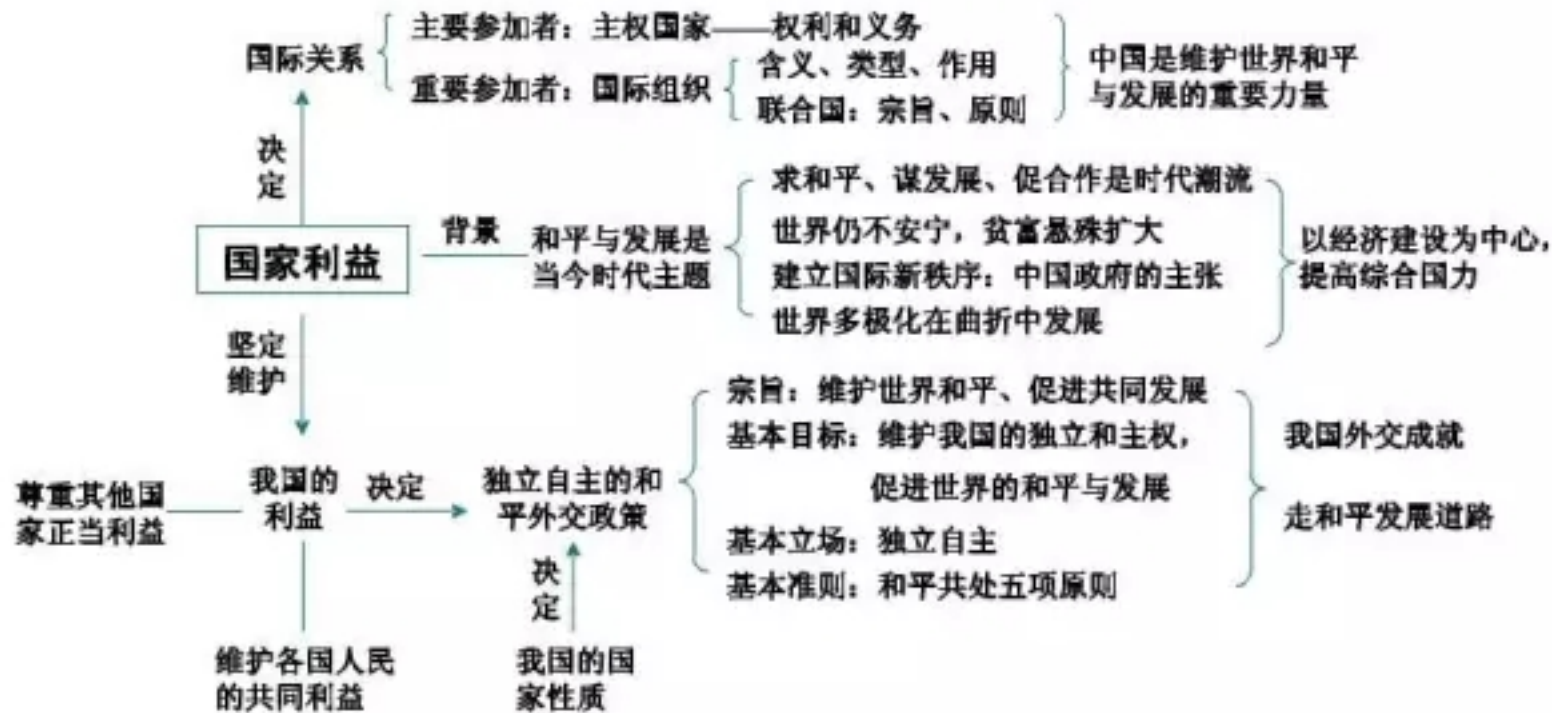 主要参加者：主权国家——权利和义务
国际关系
重要参加者：国际组织
含义、类型、作用
联合国：宗旨、原则
中国是维护世界和平
与发展的重要力量
决
定
国家利益
背景
和平与发展是
当今时代主题
求和平、谋发展、促合作是时代潮流
世界仍不安宁，贫富悬殊扩大
建立国际新秩序：中国政府的主张
世界多极化在曲折中发展
以经济建设为中心，
提高综合国力
坚定
维护
尊重其他国
家正当利益
我国的
利益
决定
独立自主的和
平外交政策
宗旨：维护世界和平、促进共同发展
基本目标：维护我国的独立和主权，
促进世界的和平与发展
基本立场：独立自主
基本准则：和平共处五项原则
我国外交成就
走和平发展道路
决
定
维护各国人民
的共同利益
我国的国
家性质